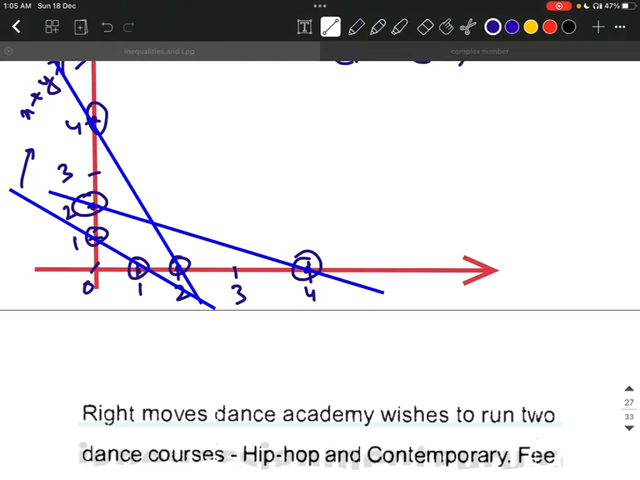 1:05 AM Sun 18 Dec
47%
inequalities.and l.pp
complex number
x+y
4
3
2
1
0 1 2 3 4
27
33
Right moves dance academy wishes to run two
dance courses - Hip-hop and Contemporary. Fee